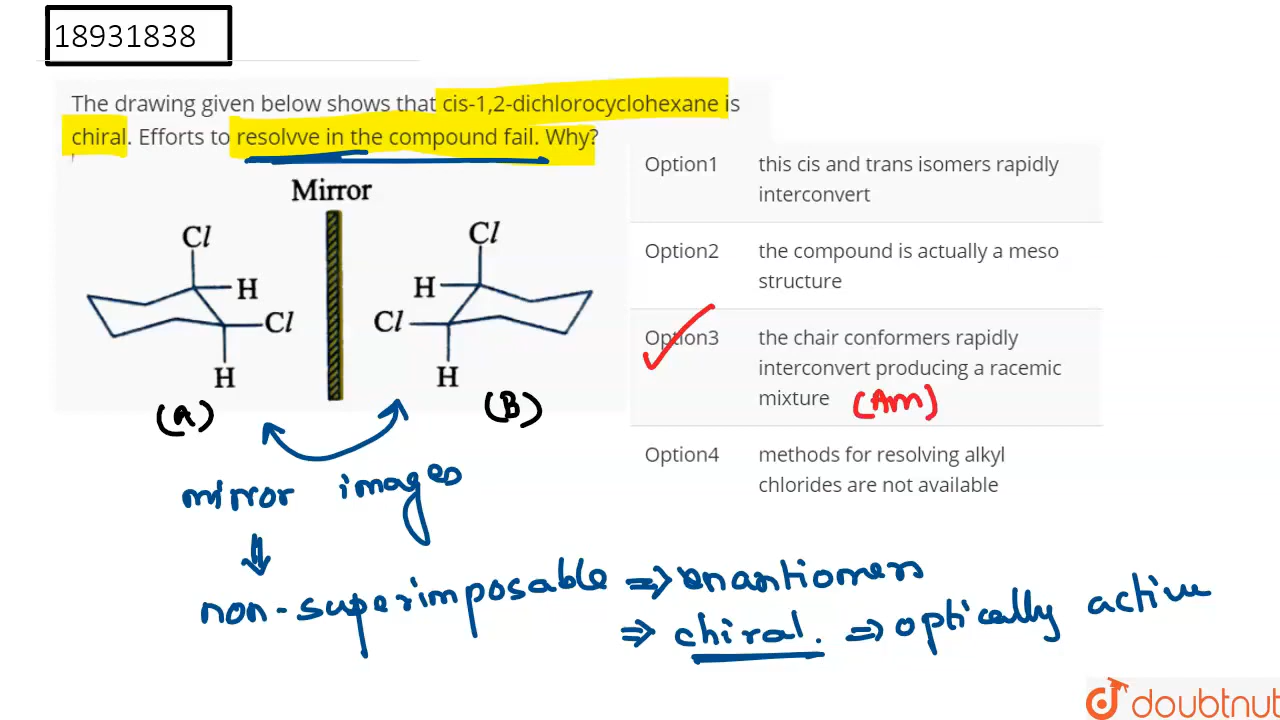 18931838
The drawing given below shows that cis-1,2-dichlorocyclohexane is
chiral. Efforts to resolvve in the compound fail. Why?
Mirror
Cl
H
Cl
H
(A)
Cl
H
Cl
H
(B)
Option1 this cis and trans isomers rapidly
interconvert
Option2 the compound is actually a meso
structure
Option3 the chair conformers rapidly
interconvert producing a racemic
mixture (Am)
Option4 methods for resolving alkyl
chlorides are not available
mirror images
⇓
non-superimposable ⇒ enantiomers
⇒ chiral. ⇒ optically active
doubtnut